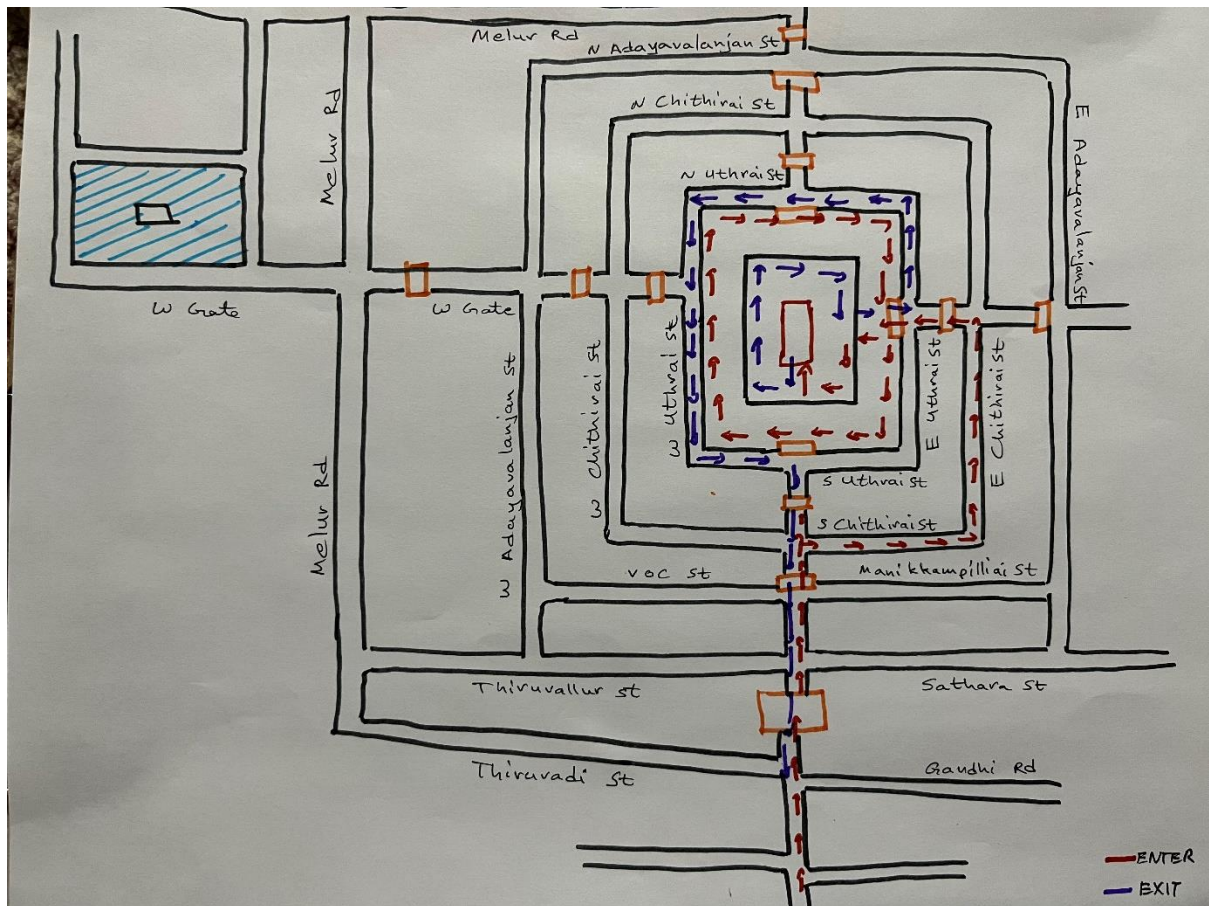 Melur Rd
N Adayavalanjan St
N Chithirai St
E Adayavalanjan St
Melur Rd
N Uthrai St
W Gate
W Gate
W Uthrai St
W Chithirai St
W Adayavalanjan St
E Uthrai St
E Chithirai St
Melur Rd
S Uthrai St
S Chithirai St
VOC St
Manikkampilliai St
Thiruvallur St
Sathara St
Thiruvadi St
Gandhi Rd
ENTER
EXIT